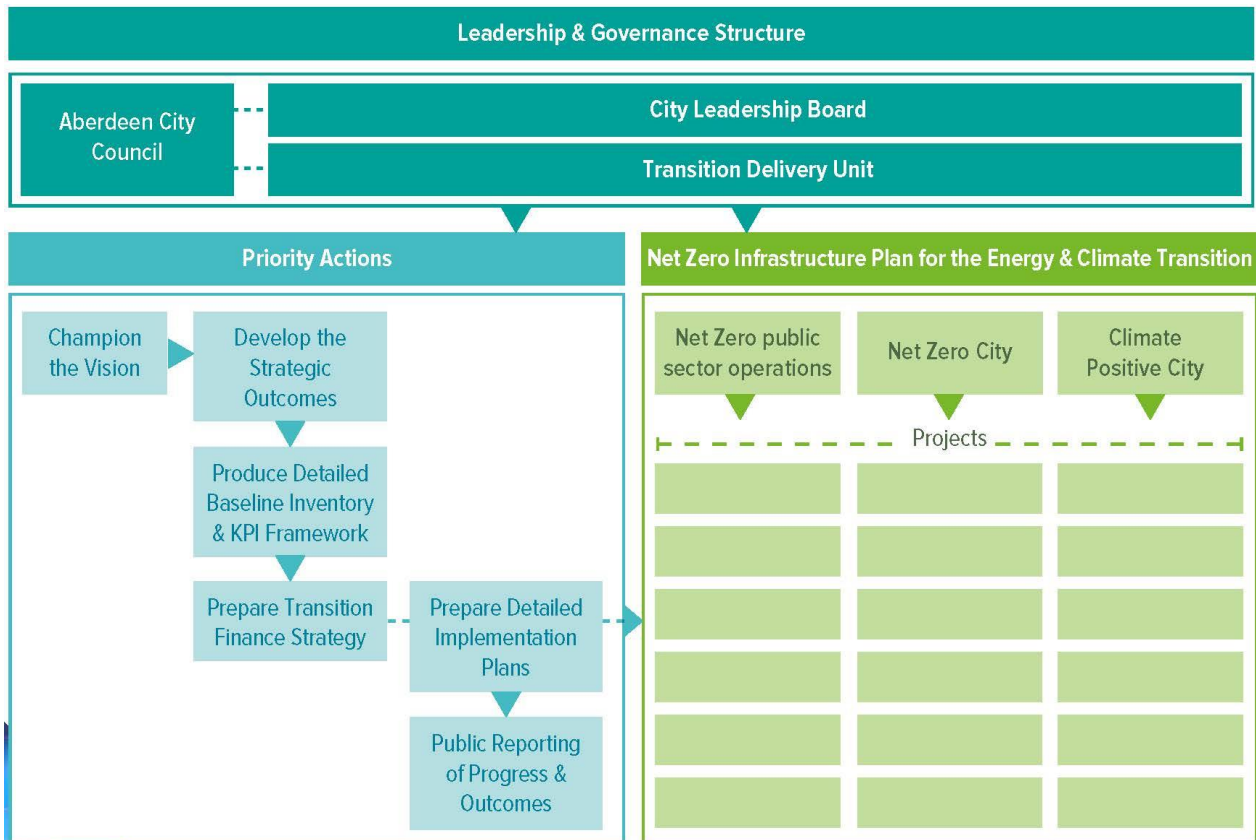 Leadership & Governance Structure
Aberdeen City
Council
City Leadership Board
Transition Delivery Unit
Priority Actions
Champion
the Vision
Develop the
Strategic
Outcomes
Produce Detailed
Baseline Inventory
& KPI Framework
Prepare Transition
Finance Strategy
Prepare Detailed
Implementation
Plans
Public Reporting
of Progress &
Outcomes
Net Zero Infrastructure Plan for the Energy & Climate Transition
Net Zero public
sector operations
Net Zero City
Climate
Positive City
Projects